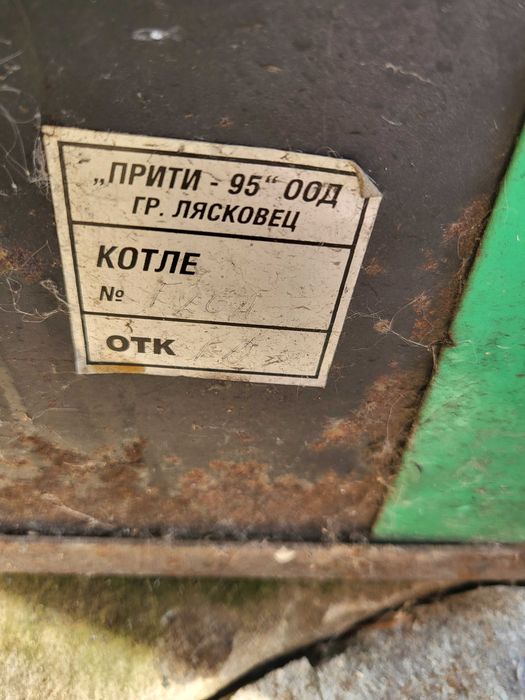 „ПРИТИ - 95“ ООД
ГР. ЛЯСКОВЕЦ
КОТЛЕ
№
ОТК